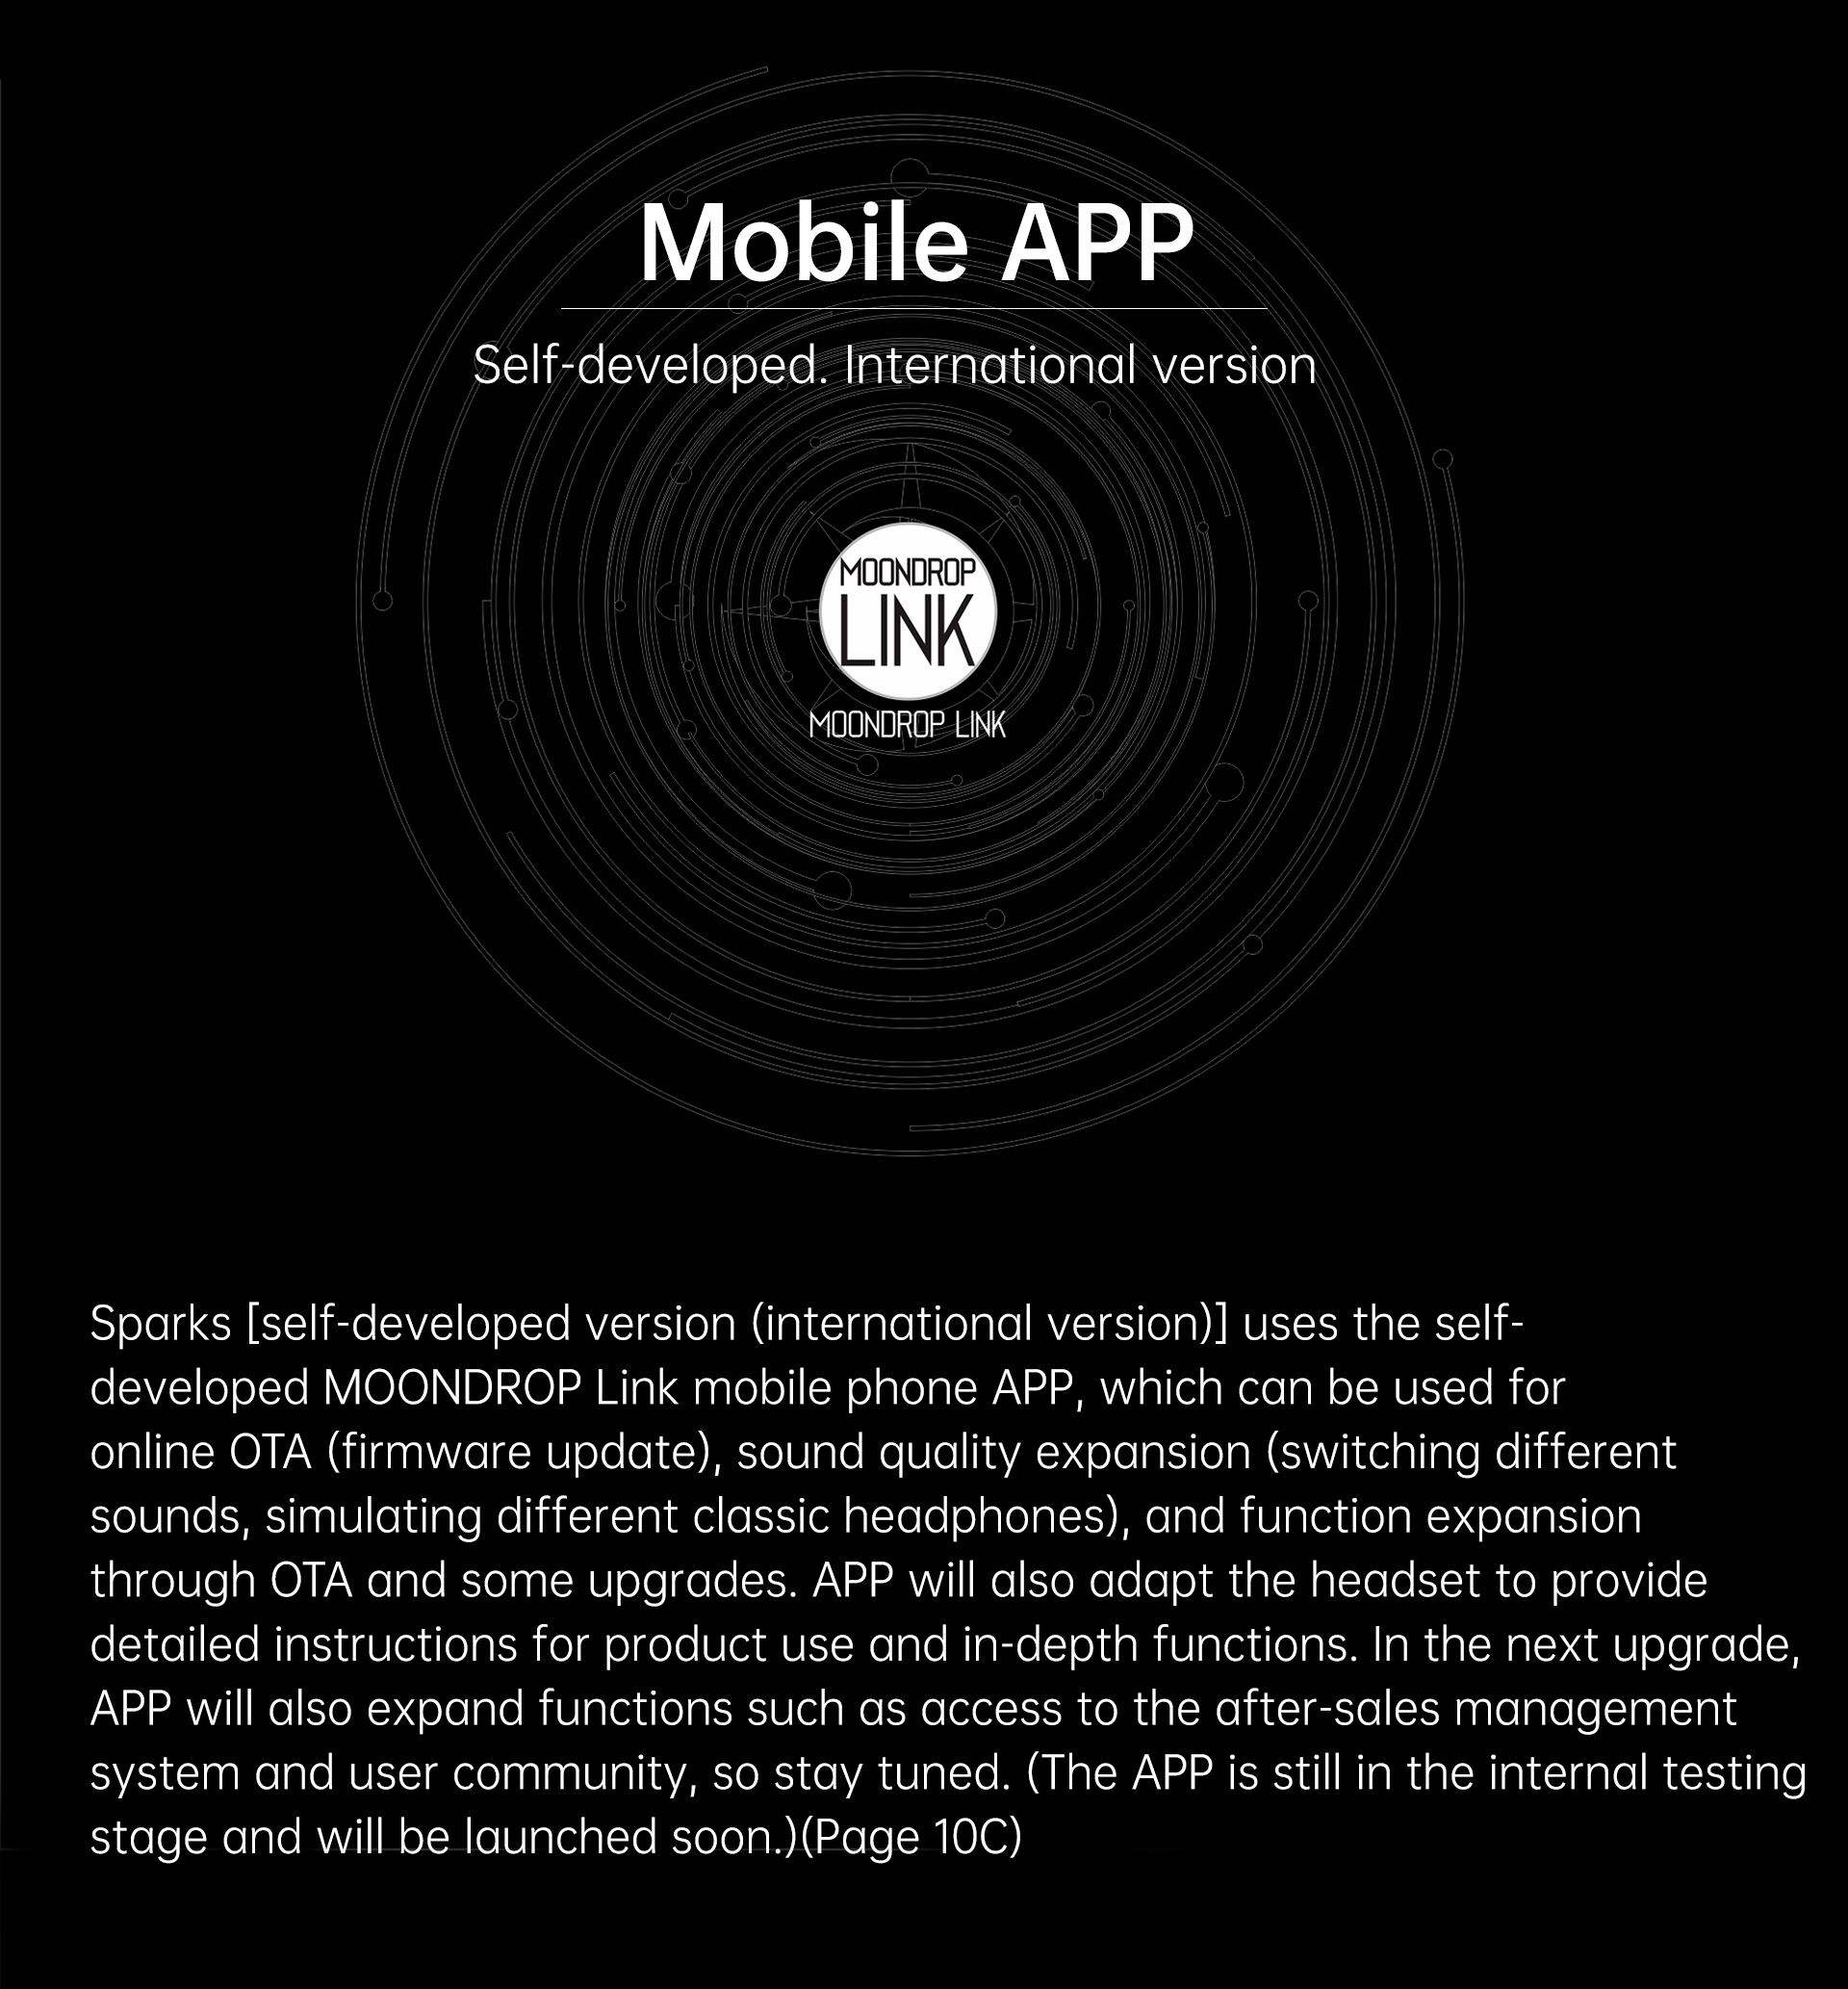 Mobile APP
Self-developed. International version
MOONDROP
LINK
MOONDROP LINK
Sparks [self-developed version (international version)] uses the self-
developed MOONDROP Link mobile phone APP, which can be used for
online OTA (firmware update), sound quality expansion (switching different
sounds, simulating different classic headphones), and function expansion
through OTA and some upgrades. APP will also adapt the headset to provide
detailed instructions for product use and in-depth functions. In the next upgrade,
APP will also expand functions such as access to the after-sales management
system and user community, so stay tuned. (The APP is still in the internal testing
stage and will be launched soon.)(Page 10C)